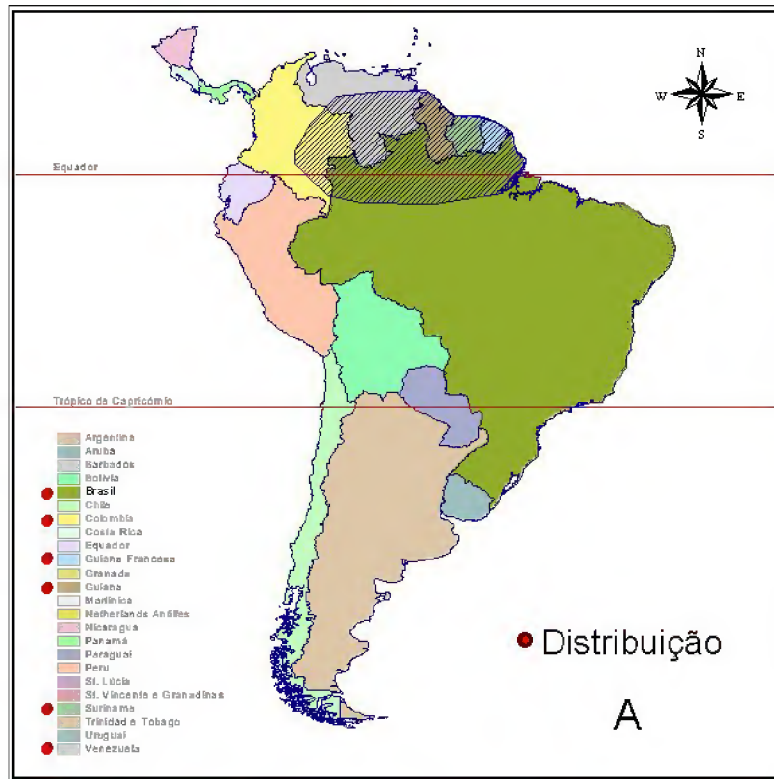 N
W E
S
Equador
Trópico de Capricórnio
Argentina
Aruba
Barbados
Bolivia
Brasil
Chile
Colombia
Costa Rica
Equador
Guiana Francesa
Granada
Guiana
Martinica
Netherlands Antilles
Nicaragua
Panamá
Paraguai
Peru
St. Lúcia
St. Vincente e Granadinas
Suriname
Trinidad e Tobago
Uruguai
Venezuela
Distribuição
A